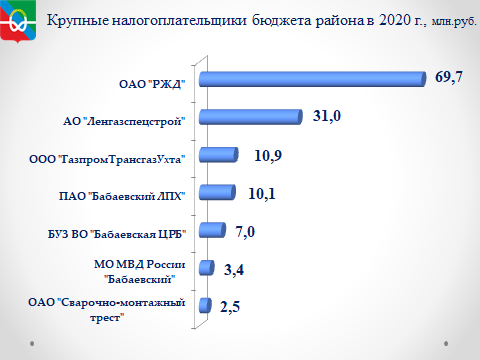 Крупные налогоплательщики бюджета района в 2020 г., млн.руб.
ОАО "РЖД" 69,7
АО "Ленгазспецстрой" 31,0
ООО "ГазпромТрансгазУхта" 10,9
ПАО "Бабаевский ЛПХ" 10,1
БУЗ ВО "Бабаевская ЦРБ" 7,0
МО МВД России
"Бабаевский" 3,4
ОАО "Сварочно-монтажный
трест" 2,5